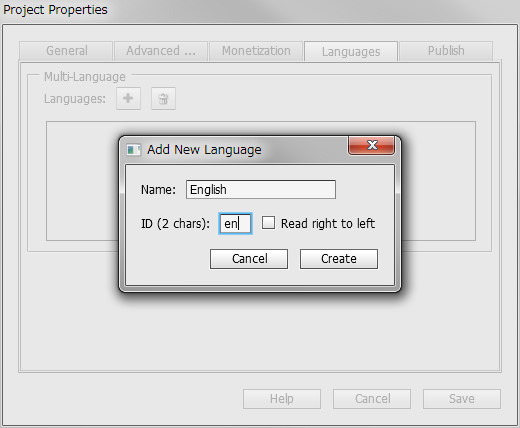 Project Properties
General Advanced ... Monetization Languages Publish
Multi-Language
Languages:
Add New Language
Name: English
ID (2 chars): en Read right to left
Cancel Create
Help Cancel Save